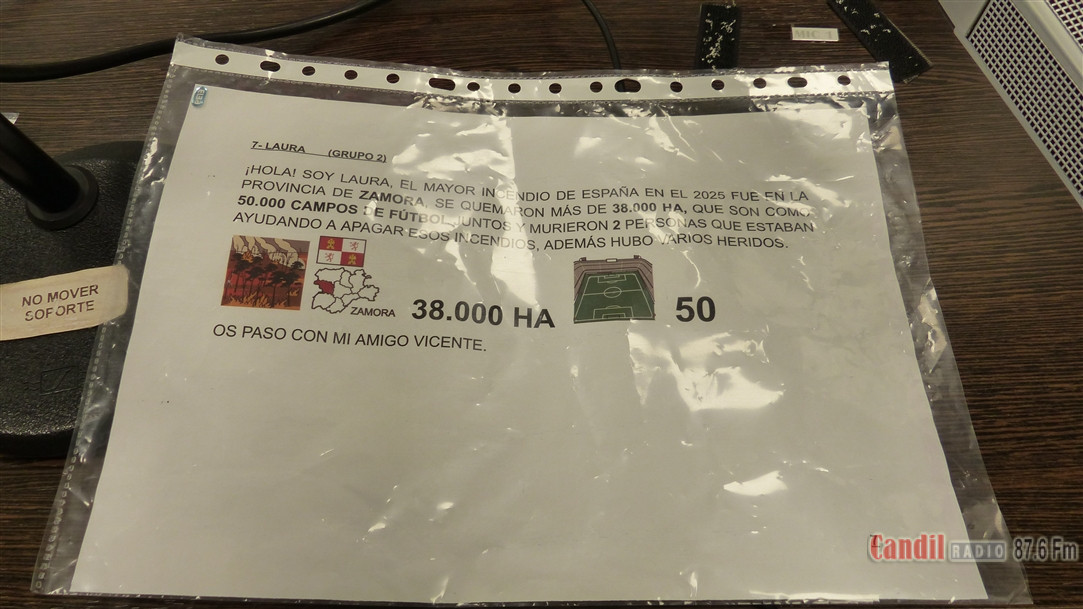 MIC 1
7- LAURA (GRUPO 2)
¡HOLA! SOY LAURA, EL MAYOR INCENDIO DE ESPAÑA EN EL 2025 FUE EN LA
PROVINCIA DE ZAMORA, SE QUEMARON MÁS DE 38.000 HA, QUE SON COMO
50.000 CAMPOS DE FÚTBOL JUNTOS Y MURIERON 2 PERSONAS QUE ESTABAN
AYUDANDO A APAGAR ESOS INCENDIOS, ADEMÁS HUBO VARIOS HERIDOS.
ZAMORA
38.000 HA
50
OS PASO CON MI AMIGO VICENTE.
NO MOVER
SOPORTE
Candil RADIO 87.6 Fm